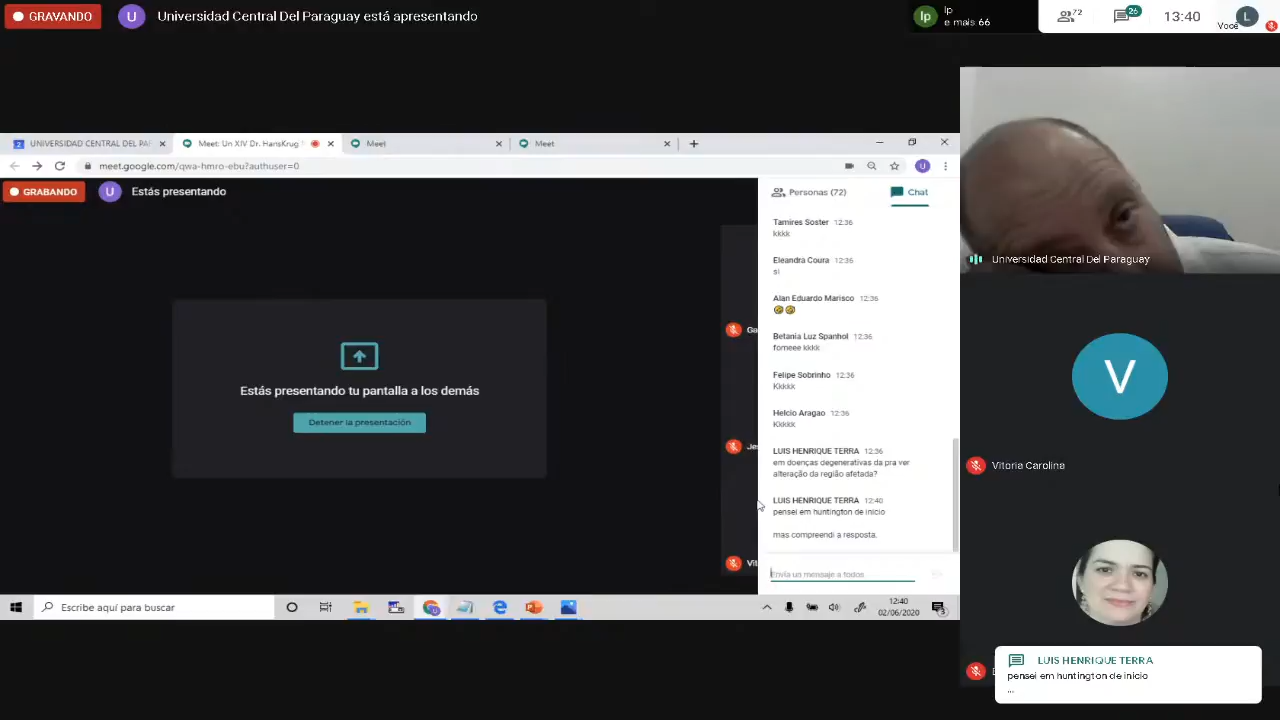 GRAVANDO
U
Universidad Central Del Paraguay está apresentando
lp
lp
e mais 66
72
26
13:40
L
Você
UNIVERSIDAD CENTRAL DEL PAR
Meet: Un XIV Dr. HansKrug
Meet
Meet
meet.google.com/qwa-hmro-ebu?authuser=0
U
GRABANDO
U
Estás presentando
Personas (72)
Chat
Tamires Soster 12:36
kkkk
Eleandra Coura 12:36
si
Alan Eduardo Marisco 12:36
Betania Luz Spanhol 12:36
fomeee kkkk
Felipe Sobrinho 12:36
Kkkkk
Helcio Aragao 12:36
Kkkkk
LUIS HENRIQUE TERRA 12:36
em doenças degenerativas da pra ver
alteração da região afetada?
LUIS HENRIQUE TERRA 12:40
pensei em huntington de inicio
mas compreendi a resposta.
Envía un mensaje a todos
Estás presentando tu pantalla a los demás
Detener la presentación
Ga
Je
Vit
Escribe aquí para buscar
12:40
02/06/2020
3
Universidad Central Del Paraguay
V
Vitoria Carolina
LUIS HENRIQUE TERRA
pensei em huntington de inicio
...